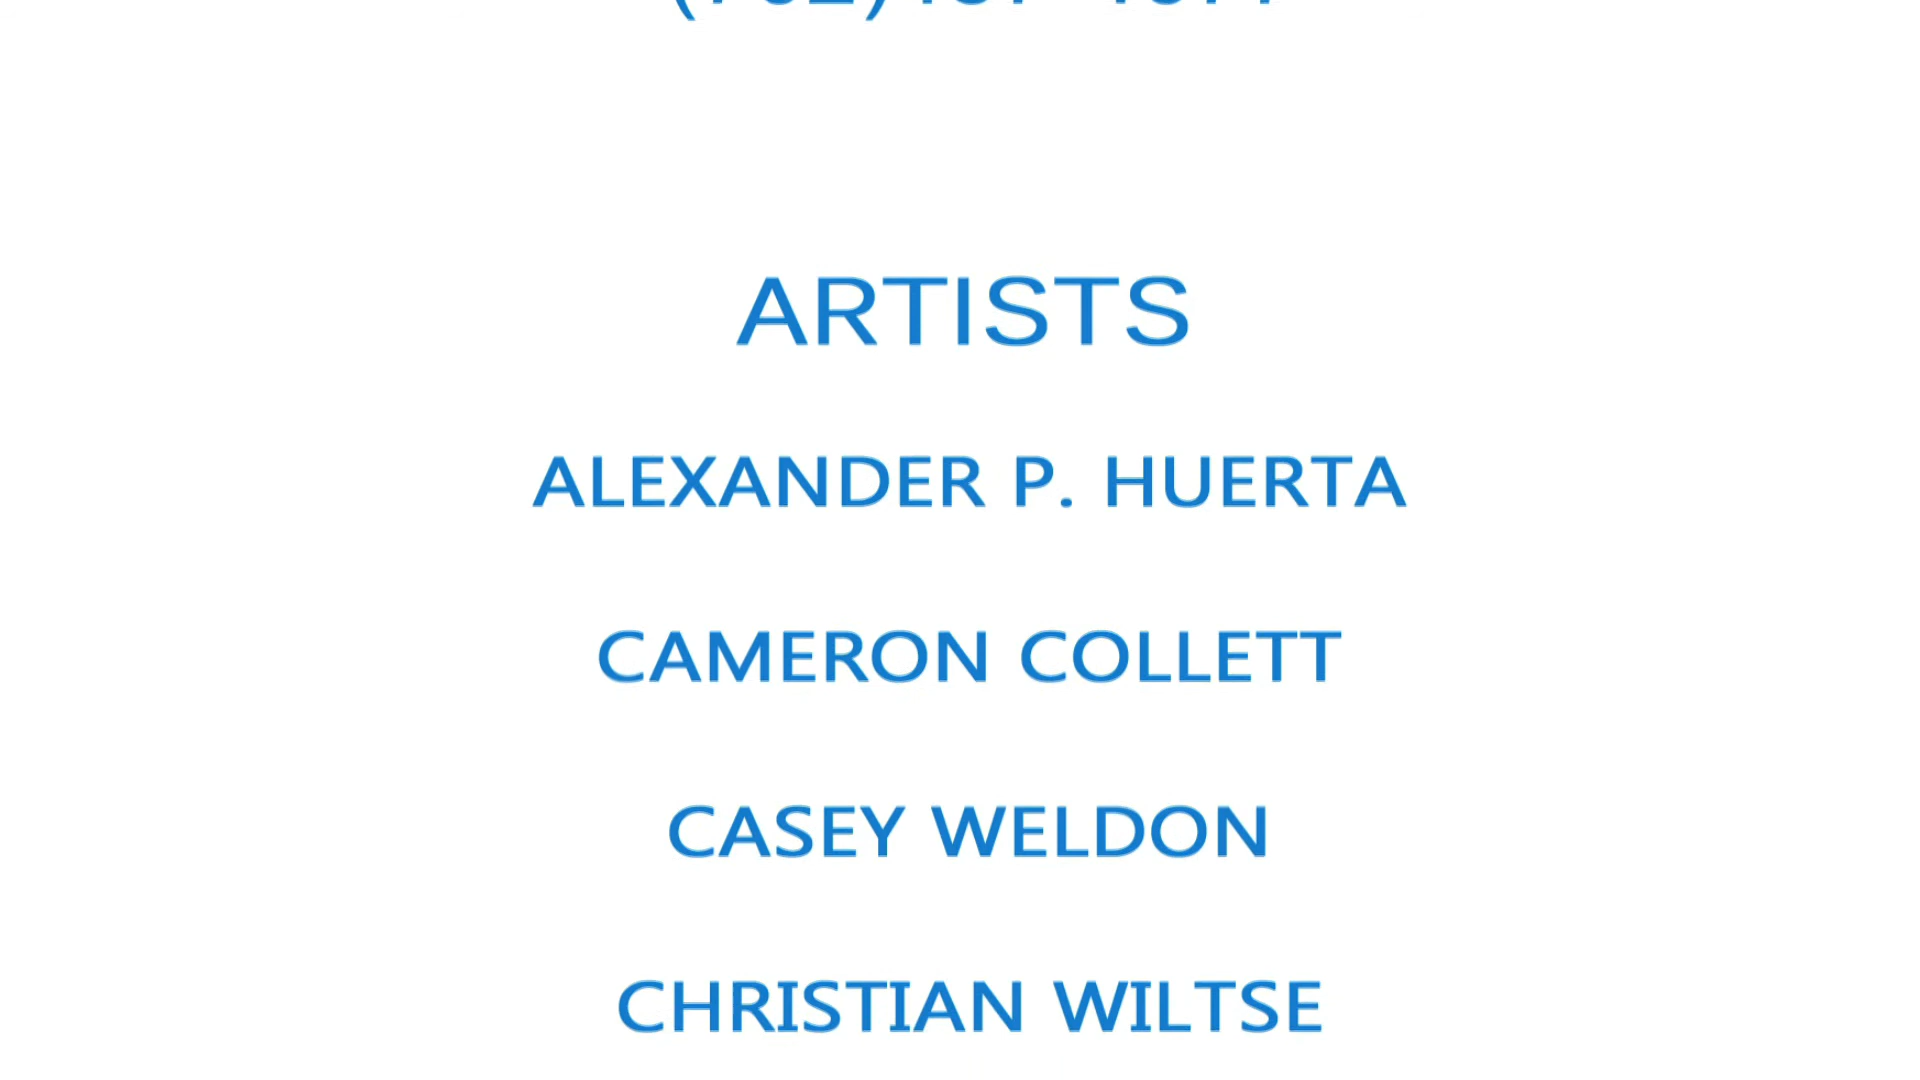 ARTISTS
ALEXANDER P. HUERTA
CAMERON COLLETT
CASEY WELDON
CHRISTIAN WILTSE